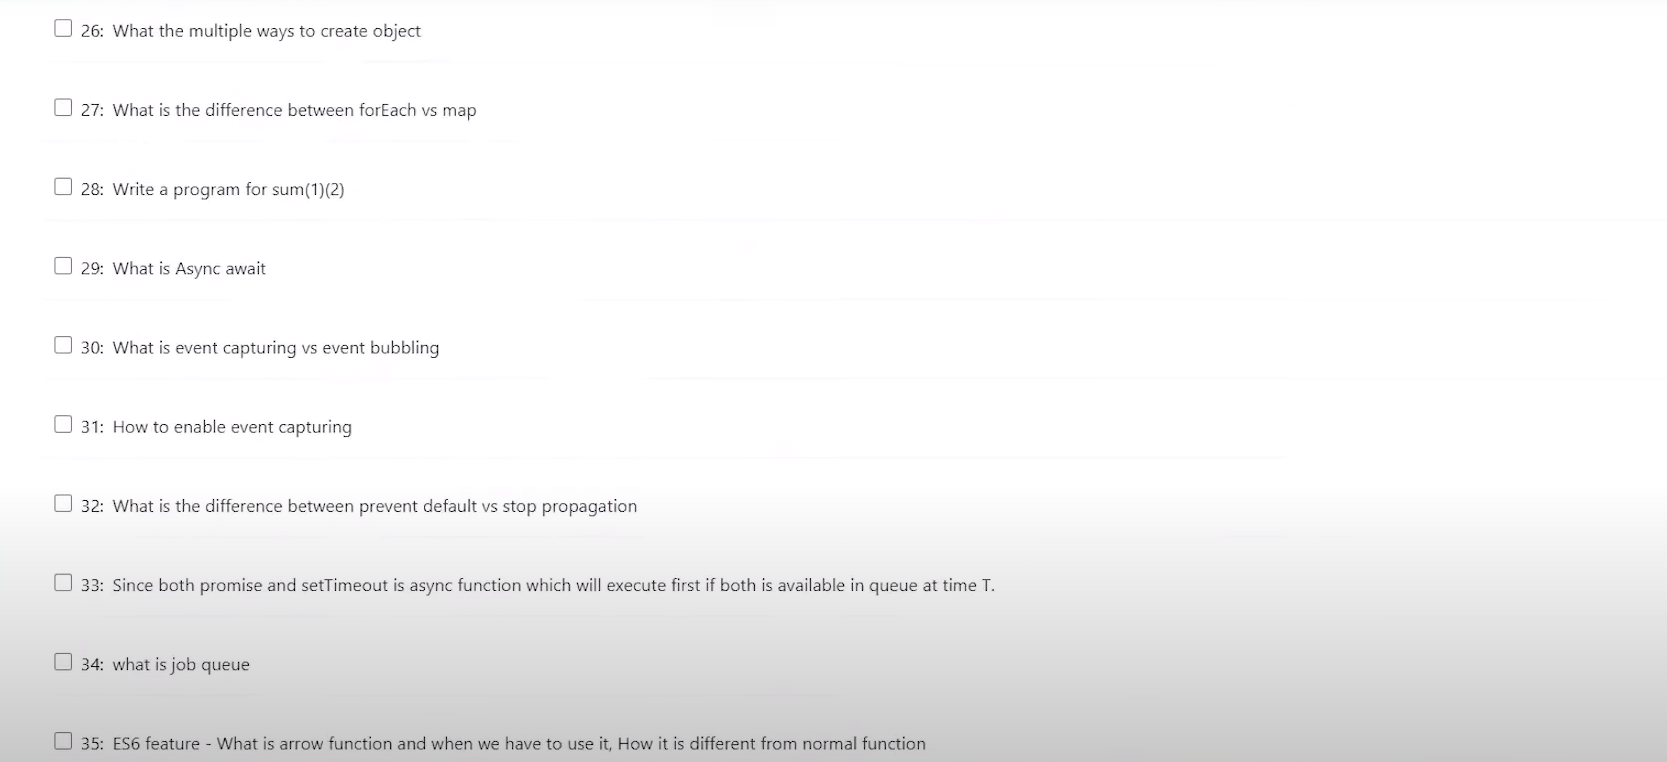 26: What the multiple ways to create object
27: What is the difference between forEach vs map
28: Write a program for sum(1)(2)
29: What is Async await
30: What is event capturing vs event bubbling
31: How to enable event capturing
32: What is the difference between prevent default vs stop propagation
33: Since both promise and setTimeout is async function which will execute first if both is available in queue at time T.
34: what is job queue
35: ES6 feature - What is arrow function and when we have to use it, How it is different from normal function